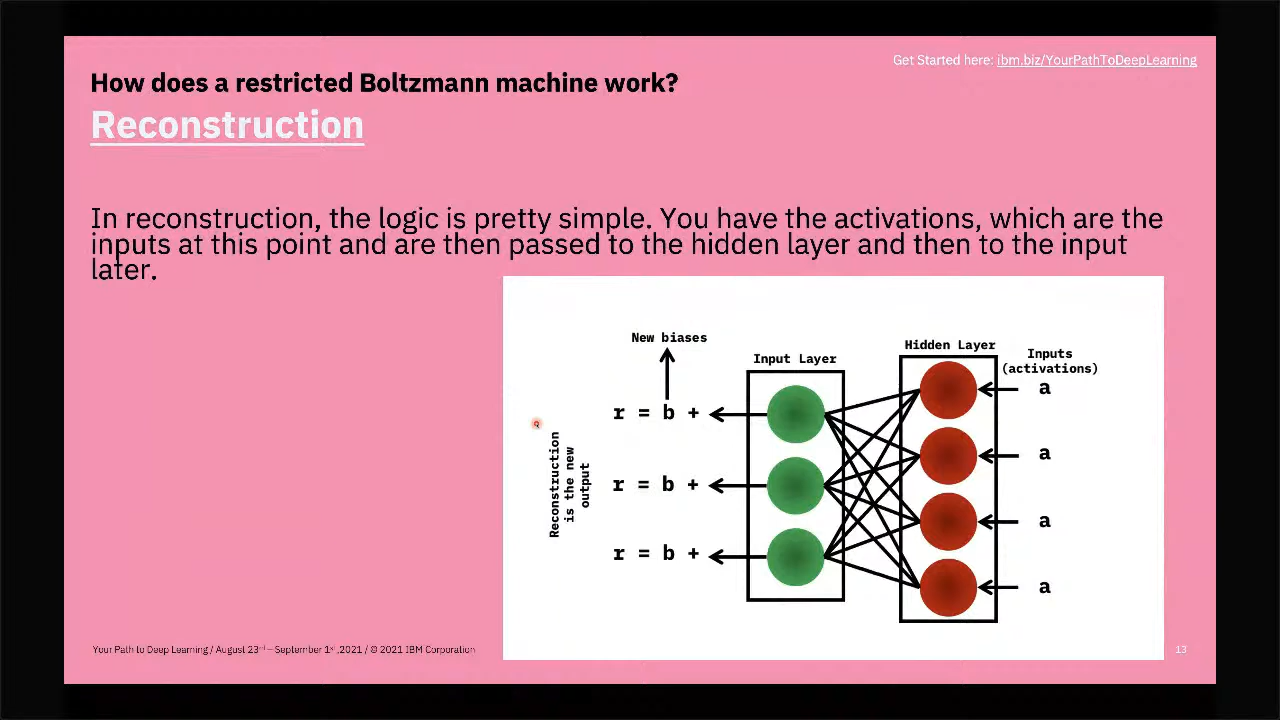 Get Started here: ibm.biz/YourPathToDeepLearning
How does a restricted Boltzmann machine work?
Reconstruction
In reconstruction, the logic is pretty simple. You have the activations, which are the
inputs at this point and are then passed to the hidden layer and then to the input
later.
New biases
Input Layer
Hidden Layer
Inputs
(activations)
a
r = b +
a
r = b +
a
r = b +
a
Reconstruction
is the new
output
Your Path to Deep Learning / August 23rd—September 1st,2021 / © 2021 IBM Corporation
13